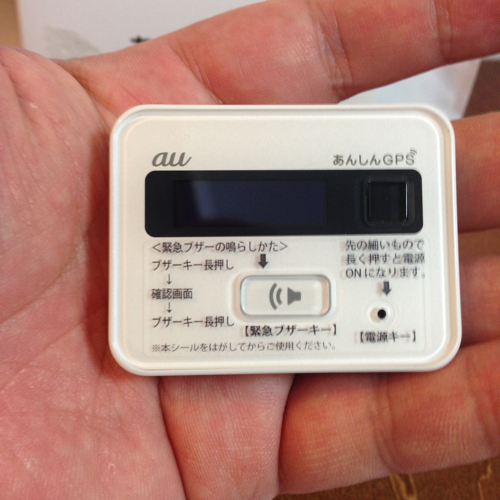 au
あんしんGPS
<緊急ブザーの鳴らしかた>
ブザーキー長押し
↓
確認画面
↓
ブザーキー長押し
【緊急ブザーキー】
先の細いもので
長く押すと電源
ONになります。
【電源キー】
※本シールをはがしてからご使用ください。